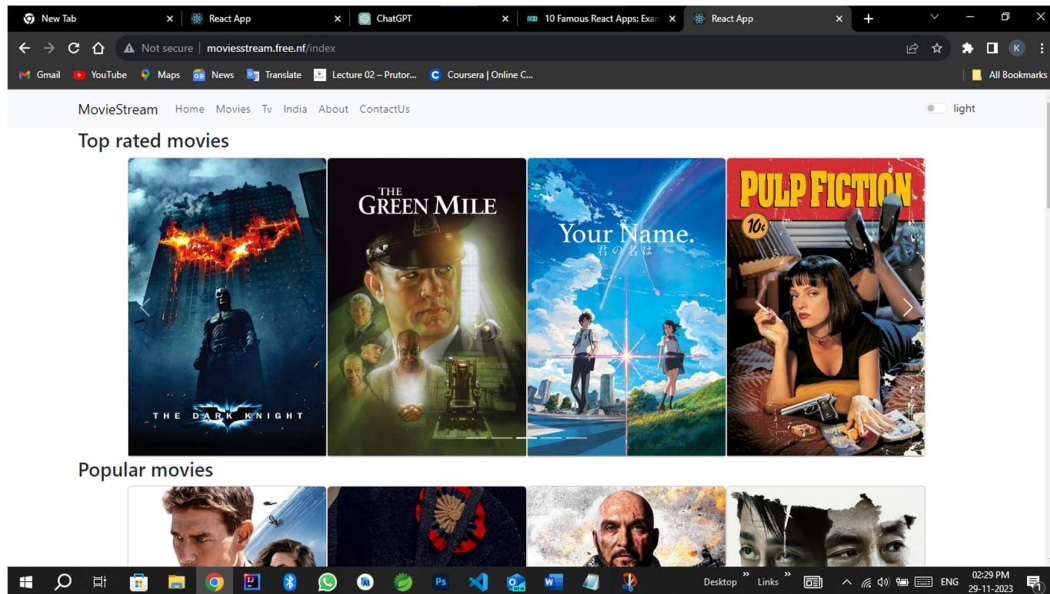 New Tab
React App
ChatGPT
10 Famous React Apps: Exan
React App
Not secure | moviesstream.free.nf/index
K
Gmail
YouTube
Maps
News
Translate
Lecture 02 – Prutor...
Coursera | Online C...
All Bookmarks
MovieStream Home Movies Tv India About ContactUs
light
Top rated movies
THE DARK KNIGHT
THE
GREEN MILE
Your Name.
君の名は
PULP FICTION
10¢
Popular movies
Desktop
Links
ENG
02:29 PM
29-11-2023